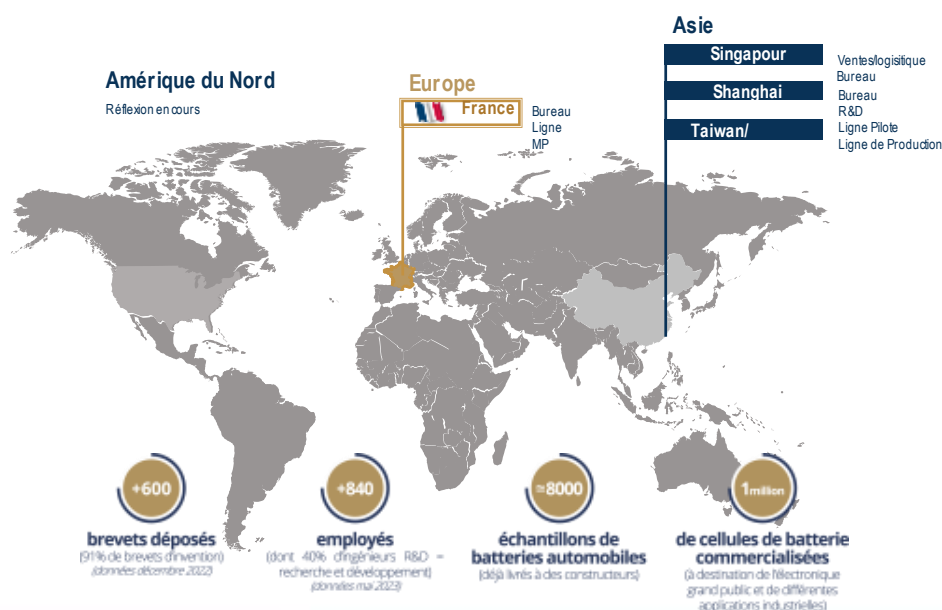 Asie
Singapour
Ventes/logisitique
Bureau
Shanghai
Bureau
R&D
Taiwan/
Ligne Pilote
Ligne de Production
Amérique du Nord
Réflexion en cours
Europe
France
Bureau
Ligne
MP
+600
brevets déposés
(91% de brevets d'invention)
(données décembre 2022)
+840
employés
(dont 40% d'ingénieurs R&D =
recherche et développement)
(données mai 2023)
≃8000
échantillons de
batteries automobiles
(déjà livrés à des constructeurs)
1million
de cellules de batterie
commercialisées
(à destination de l'électronique
grand public et de différentes
applications industrielles)